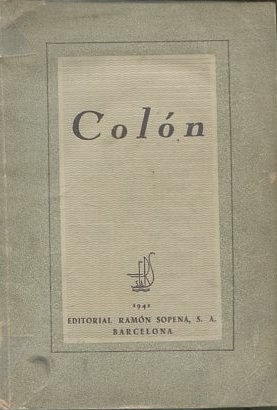 Colón
1941
EDITORIAL RAMÓN SOPENA, S. A.
BARCELONA